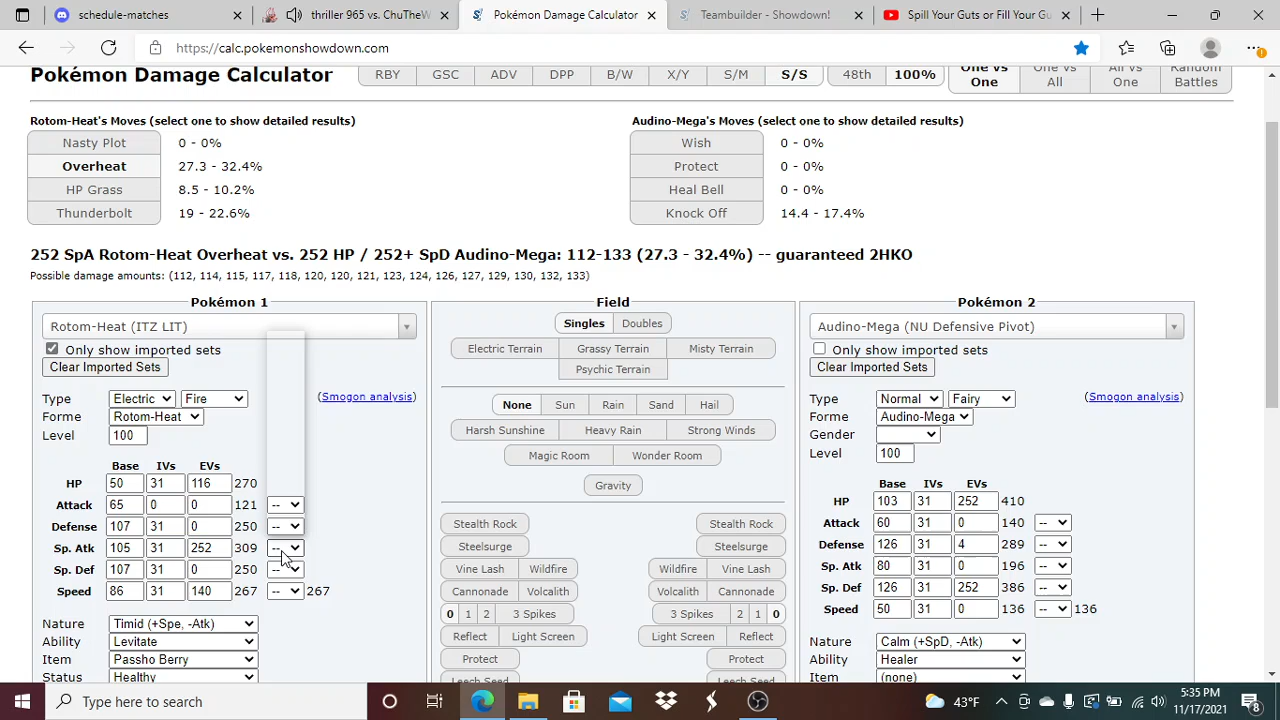 schedule-matches
thriller 965 vs. ChuTheW
Pokémon Damage Calculator
Teambuilder - Showdown!
Spill Your Guts or Fill Your Gu
https://calc.pokemonshowdown.com
Pokémon Damage Calculator
RBY GSC ADV DPP B/W X/Y S/M S/S 48th 100% One vs One One vs All All vs One Random Battles
Rotom-Heat's Moves (select one to show detailed results)
Nasty Plot 0 - 0%
Overheat 27.3 - 32.4%
HP Grass 8.5 - 10.2%
Thunderbolt 19 - 22.6%
Audino-Mega's Moves (select one to show detailed results)
Wish 0 - 0%
Protect 0 - 0%
Heal Bell 0 - 0%
Knock Off 14.4 - 17.4%
252 SpA Rotom-Heat Overheat vs. 252 HP / 252+ SpD Audino-Mega: 112-133 (27.3 - 32.4%) -- guaranteed 2HKO
Possible damage amounts: (112, 114, 115, 117, 118, 120, 120, 121, 123, 124, 126, 127, 129, 130, 132, 133)
Pokémon 1
Rotom-Heat (ITZ LIT)
Only show imported sets
Clear Imported Sets
Type Electric Fire (Smogon analysis)
Forme Rotom-Heat
Level 100
Base IVs EVs
HP 50 31 116 270
Attack 65 0 0 121 --
Defense 107 31 0 250 --
Sp. Atk 105 31 252 309 --
Sp. Def 107 31 0 250 --
Speed 86 31 140 267 -- 267
Nature Timid (+Spe, -Atk)
Ability Levitate
Item Passho Berry
Status Healthy
Field
Singles Doubles
Electric Terrain Grassy Terrain Misty Terrain
Psychic Terrain
None Sun Rain Sand Hail
Harsh Sunshine Heavy Rain Strong Winds
Magic Room Wonder Room
Gravity
Stealth Rock Stealth Rock
Steelsurge Steelsurge
Vine Lash Wildfire Wildfire Vine Lash
Cannonade Volcalith Volcalith Cannonade
0 1 2 3 Spikes 3 Spikes 2 1 0
Reflect Light Screen Light Screen Reflect
Protect Protect
Leech Seed Leech Seed
Pokémon 2
Audino-Mega (NU Defensive Pivot)
Only show imported sets
Clear Imported Sets
Type Normal Fairy (Smogon analysis)
Forme Audino-Mega
Gender
Level 100
Base IVs EVs
HP 103 31 252 410
Attack 60 31 0 140 --
Defense 126 31 4 289 --
Sp. Atk 80 31 0 196 --
Sp. Def 126 31 252 386 --
Speed 50 31 0 136 -- 136
Nature Calm (+SpD, -Atk)
Ability Healer
Item (none)
Type here to search
43°F
5:35 PM
11/17/2021
8